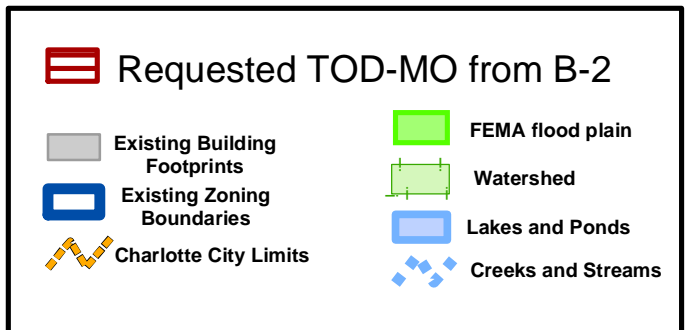 Requested TOD-MO from B-2
Existing Building
Footprints
Existing Zoning
Boundaries
Charlotte City Limits
FEMA flood plain
Watershed
Lakes and Ponds
Creeks and Streams